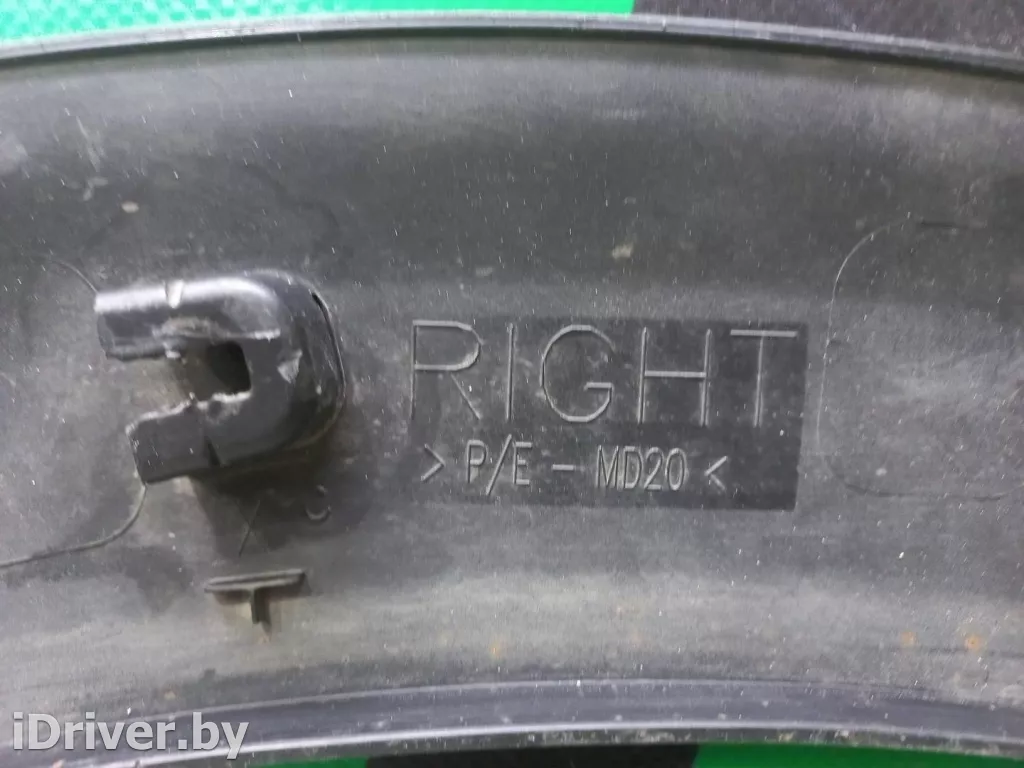 RIGHT
> P/E - MD20 <
iDriver.by